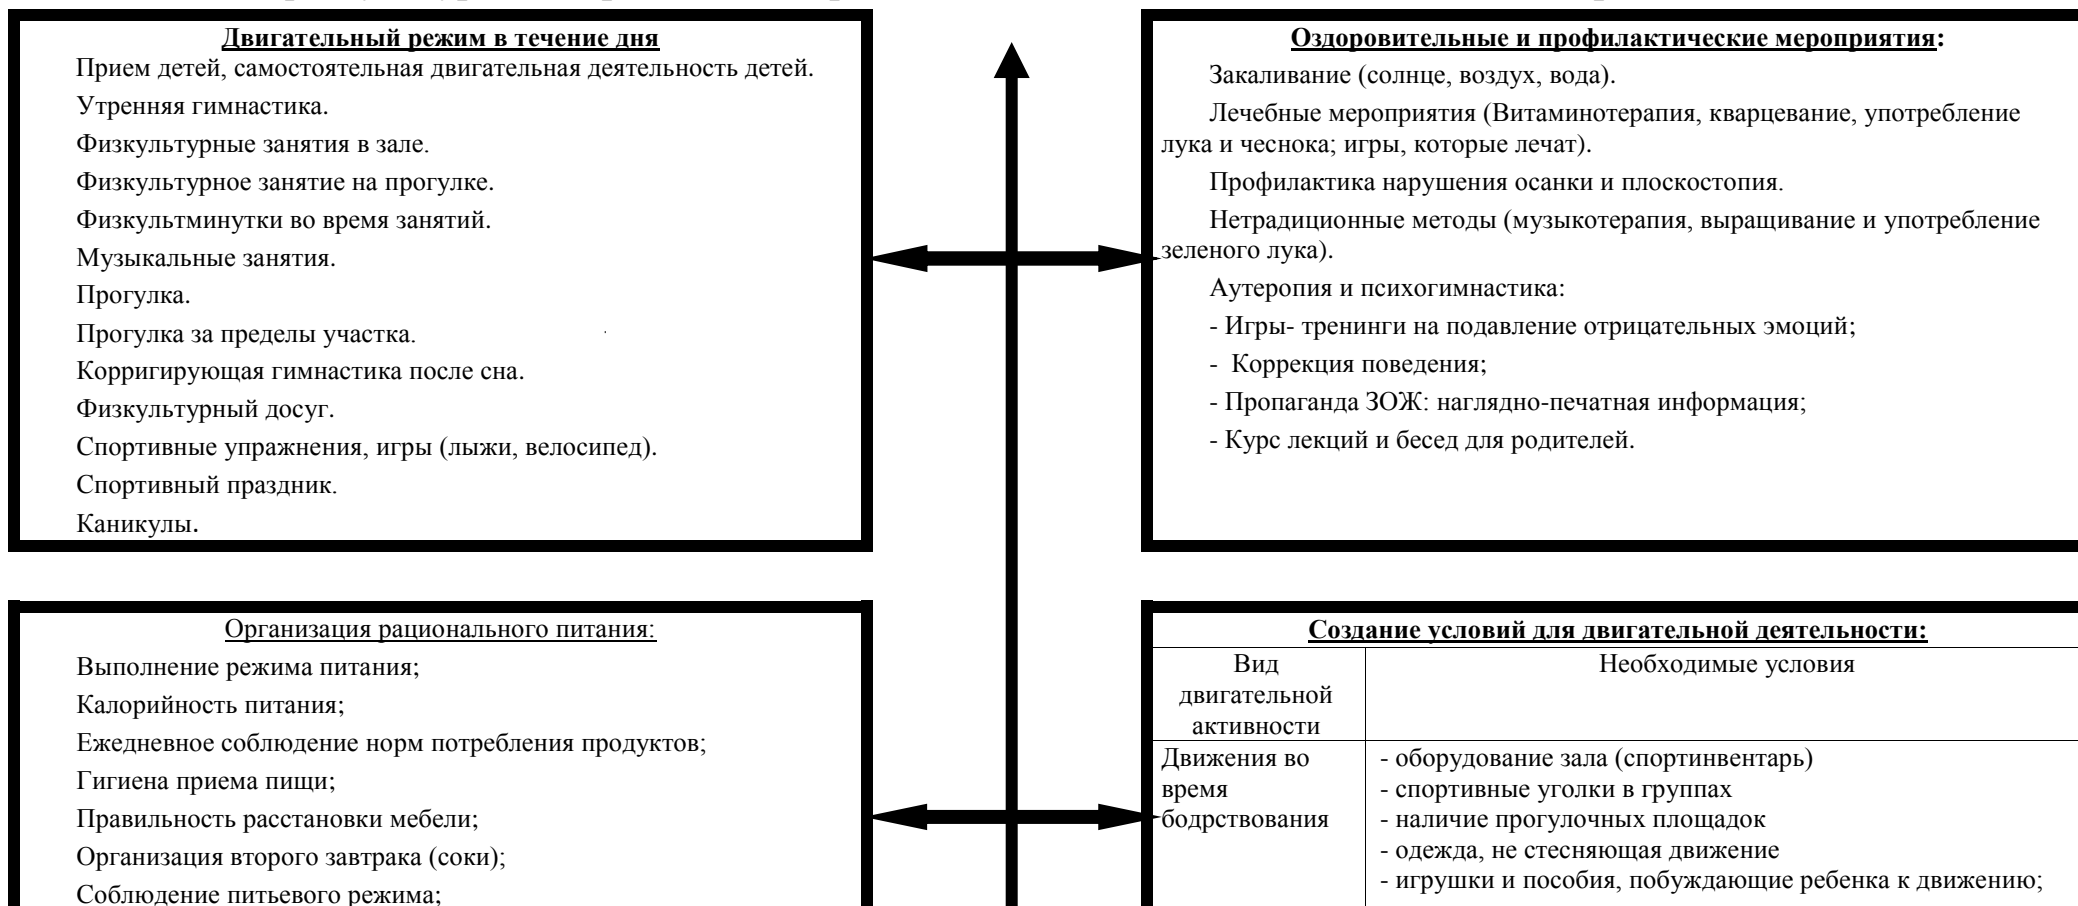 Двигательный режим в течение дня
Прием детей, самостоятельная двигательная деятельность детей.
Утренняя гимнастика.
Физкультурные занятия в зале.
Физкультурное занятие на прогулке.
Физкультминутки во время занятий.
Музыкальные занятия.
Прогулка.
Прогулка за пределы участка.
Корригирующая гимнастика после сна.
Физкультурный досуг.
Спортивные упражнения, игры (лыжи, велосипед).
Спортивный праздник.
Каникулы.
Оздоровительные и профилактические мероприятия:
Закаливание (солнце, воздух, вода).
Лечебные мероприятия (Витаминотерапия, кварцевание, употребление
лука и чеснока; игры, которые лечат).
Профилактика нарушения осанки и плоскостопия.
Нетрадиционные методы (музыкотерапия, выращивание и употребление
зеленого лука).
Аутеропия и психогимнастика:
- Игры- тренинги на подавление отрицательных эмоций;
- Коррекция поведения;
- Пропаганда ЗОЖ: наглядно-печатная информация;
- Курс лекций и бесед для родителей.
Организация рационального питания:
Выполнение режима питания;
Калорийность питания;
Ежедневное соблюдение норм потребления продуктов;
Гигиена приема пищи;
Правильность расстановки мебели;
Организация второго завтрака (соки);
Соблюдение питьевого режима;
Создание условий для двигательной деятельности:
Вид
двигательной
активности
Необходимые условия
Движения во
время
бодрствования
- оборудование зала (спортинвентарь)
- спортивные уголки в группах
- наличие прогулочных площадок
- одежда, не стесняющая движение
- игрушки и пособия, побуждающие ребенка к движению;